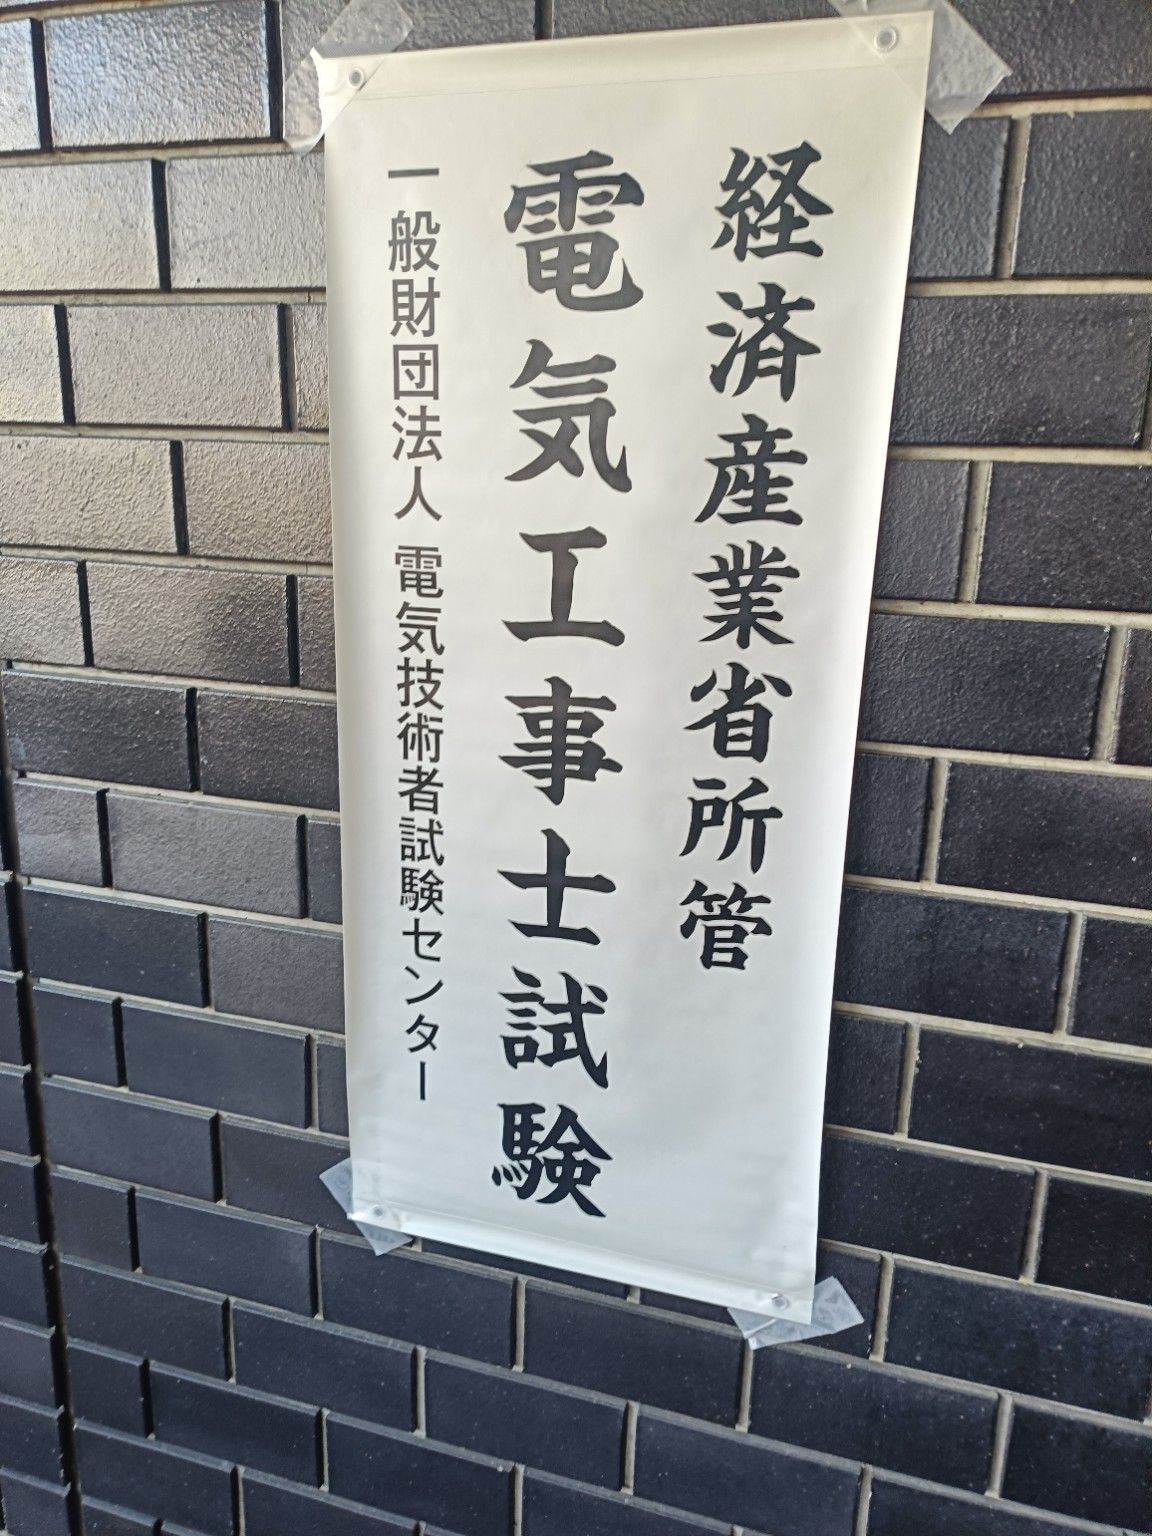 経済産業省所管
電気工事士試験
一般財団法人 電気技術者試験センター